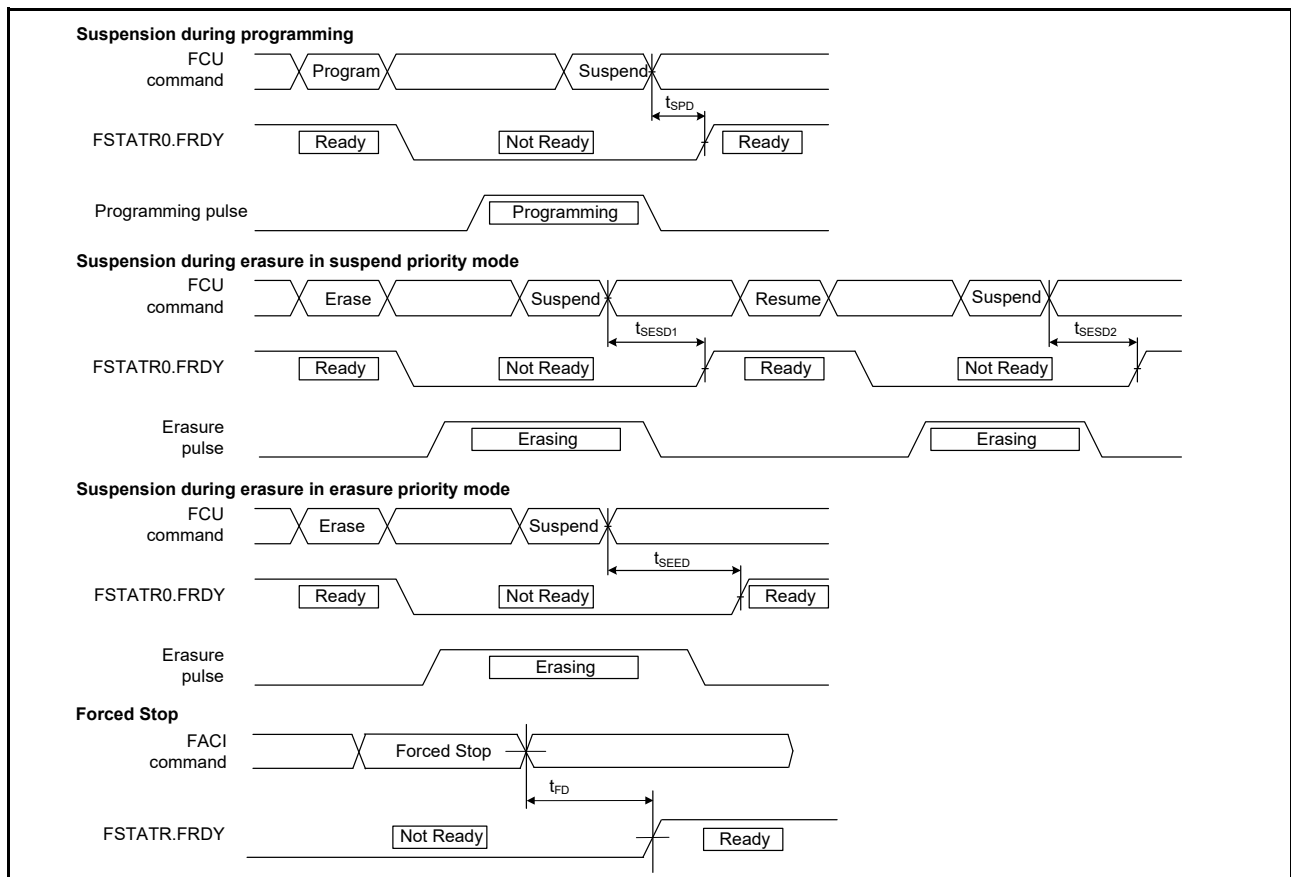 Suspension during programming
FCU
command
Program
Suspend
tSPD
FSTATR0.FRDY
Ready
Not Ready
Ready
Programming pulse
Programming
Suspension during erasure in suspend priority mode
FCU
command
Erase
Suspend
Resume
Suspend
tSESD1
tSESD2
FSTATR0.FRDY
Ready
Not Ready
Ready
Not Ready
Erasure
pulse
Erasing
Erasing
Suspension during erasure in erasure priority mode
FCU
command
Erase
Suspend
tSEED
FSTATR0.FRDY
Ready
Not Ready
Ready
Erasure
pulse
Erasing
Forced Stop
FACI
command
Forced Stop
tFD
FSTATR.FRDY
Not Ready
Ready